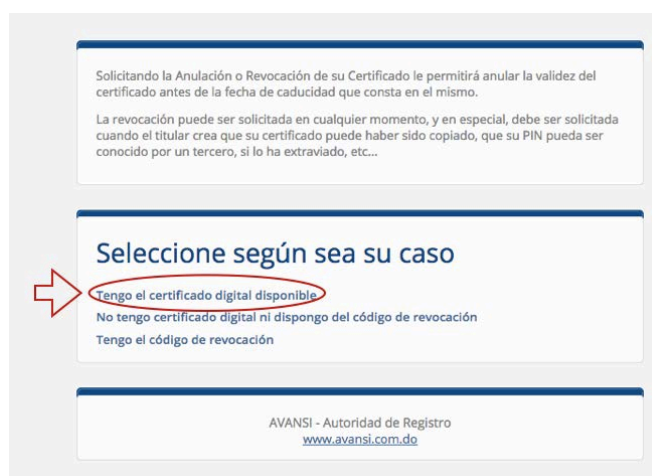 Solicitando la Anulación o Revocación de su Certificado le permitirá anular la validez del
certificado antes de la fecha de caducidad que consta en el mismo.
La revocación puede ser solicitada en cualquier momento, y en especial, debe ser solicitada
cuando el titular crea que su certificado puede haber sido copiado, que su PIN pueda ser
conocido por un tercero, si lo ha extraviado, etc...
Seleccione según sea su caso
Tengo el certificado digital disponible
No tengo certificado digital ni dispongo del código de revocación
Tengo el código de revocación
AVANSI - Autoridad de Registro
www.avansi.com.do